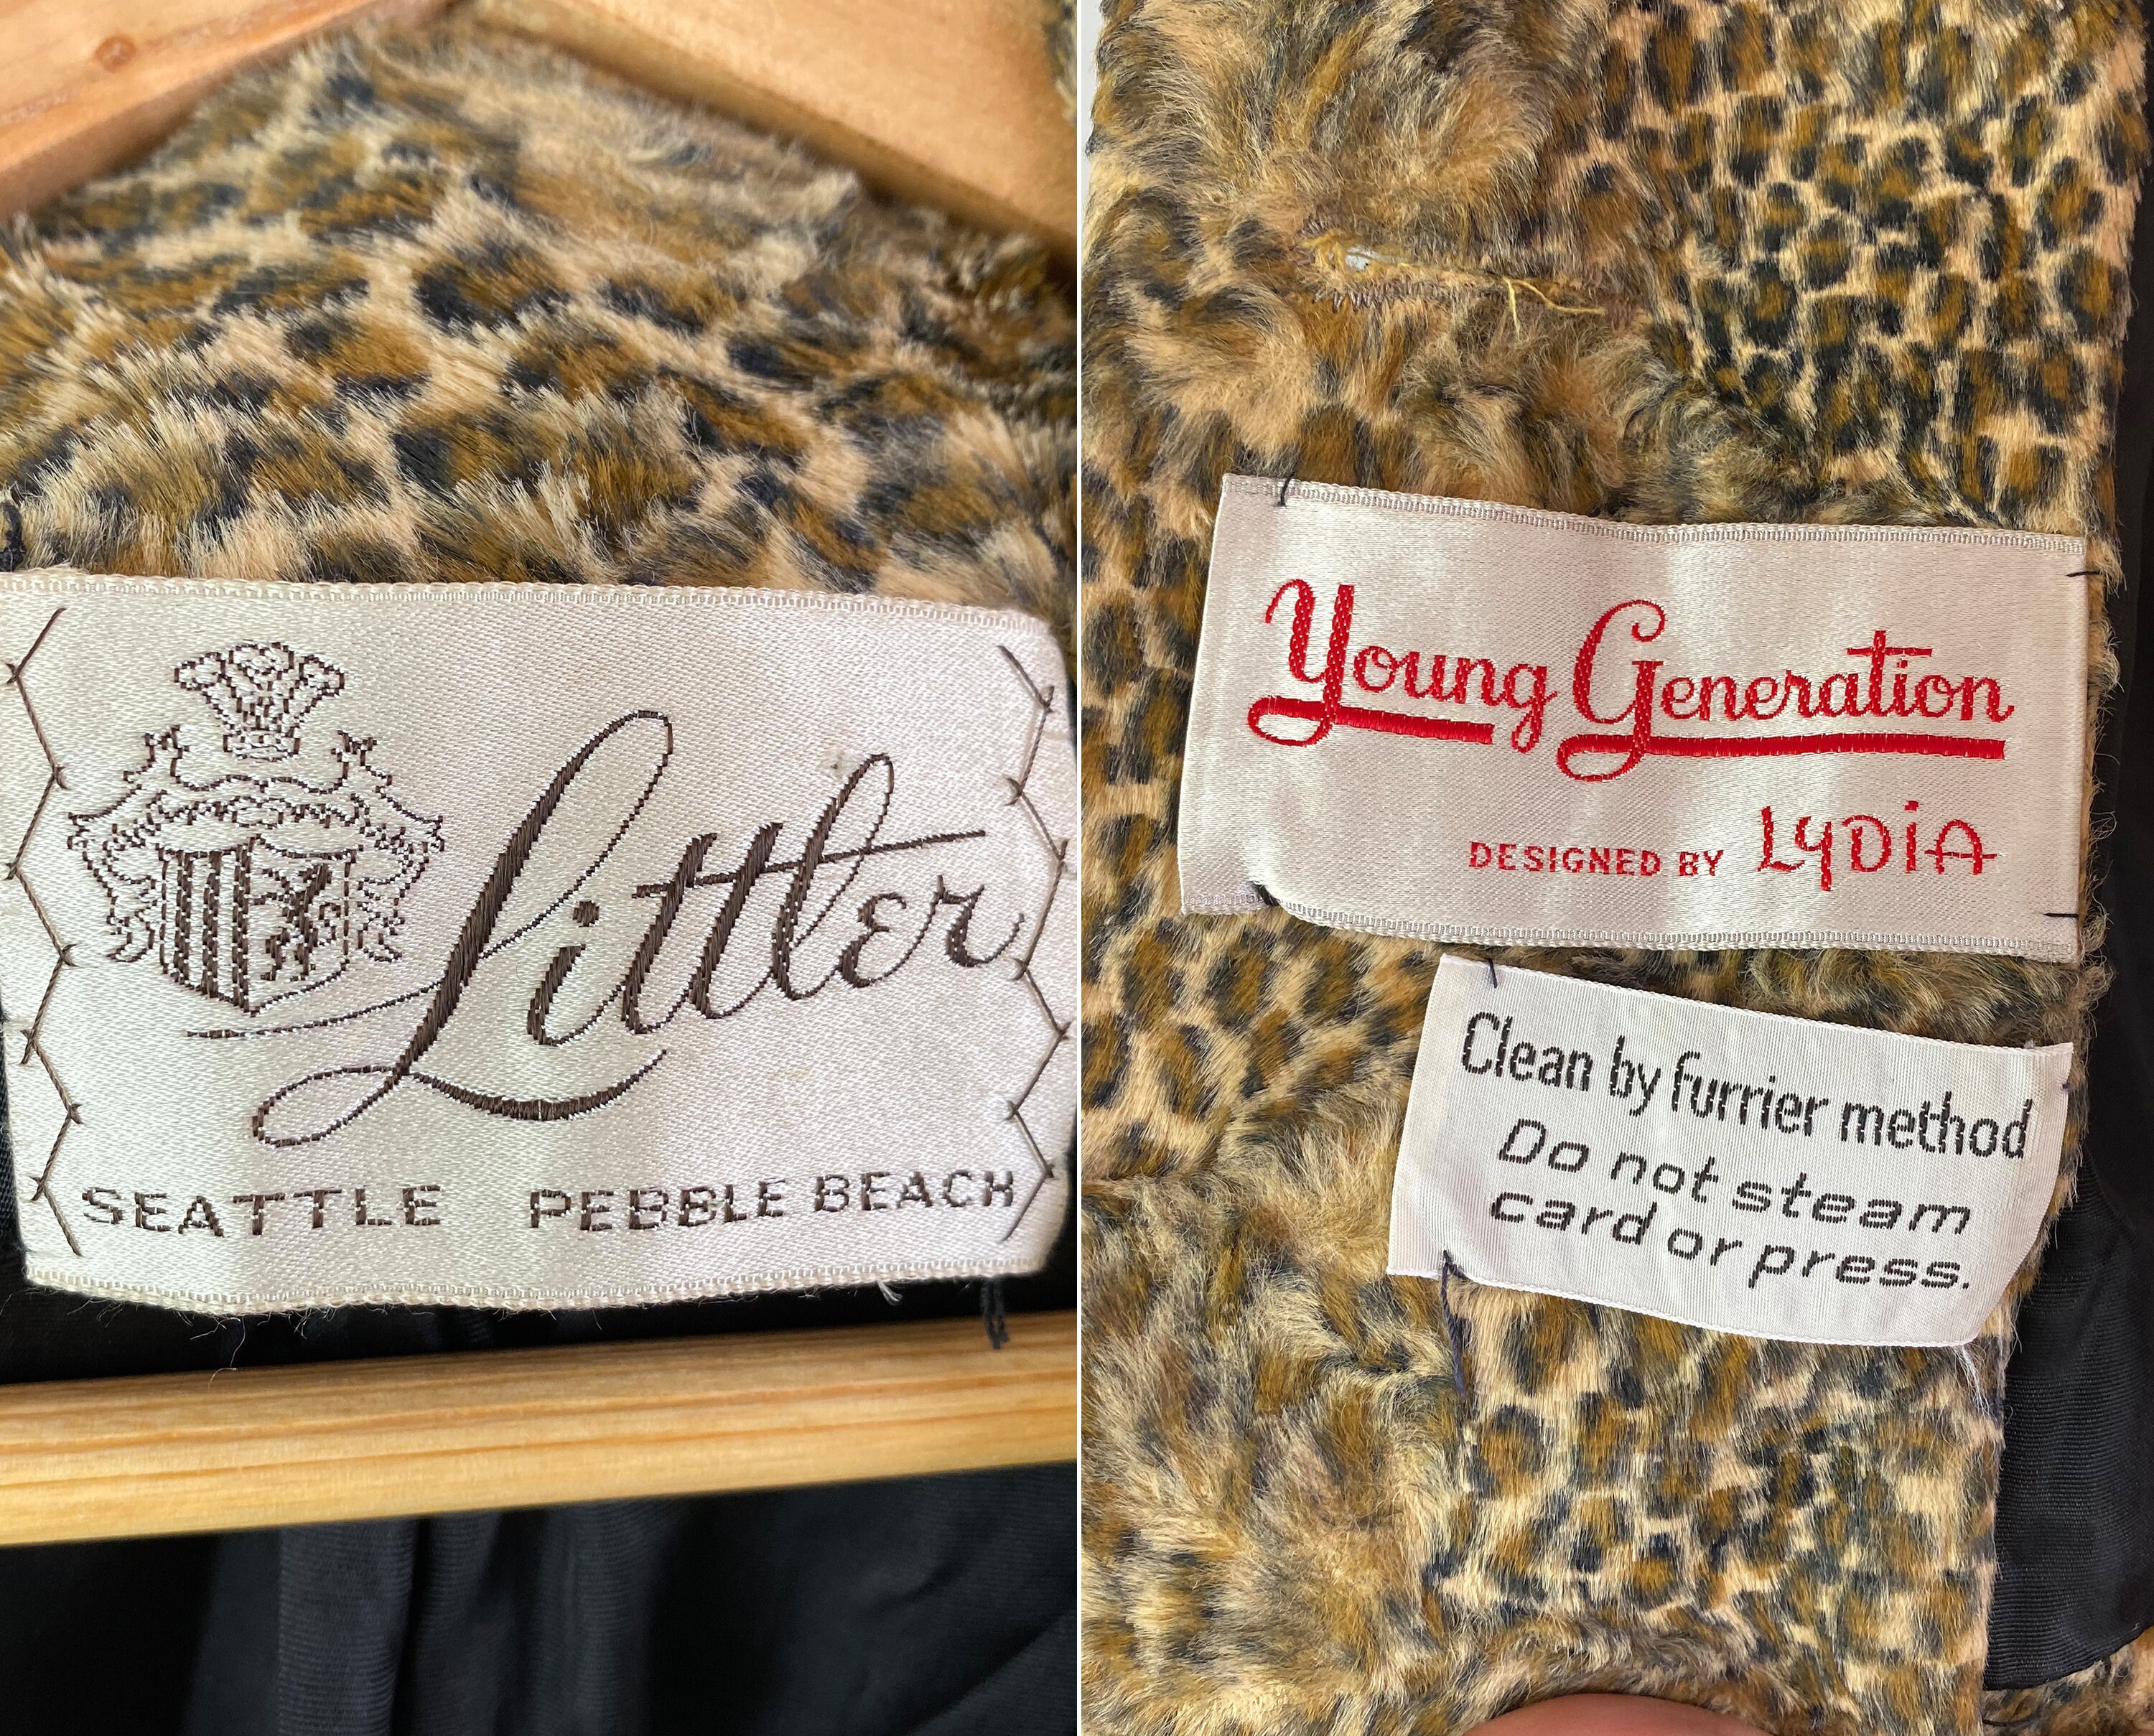 Littler
SEATTLE PEBBLE BEACH
Young Generation
DESIGNED BY LYDiA
Clean by furrier method
Do not steam
card or press.